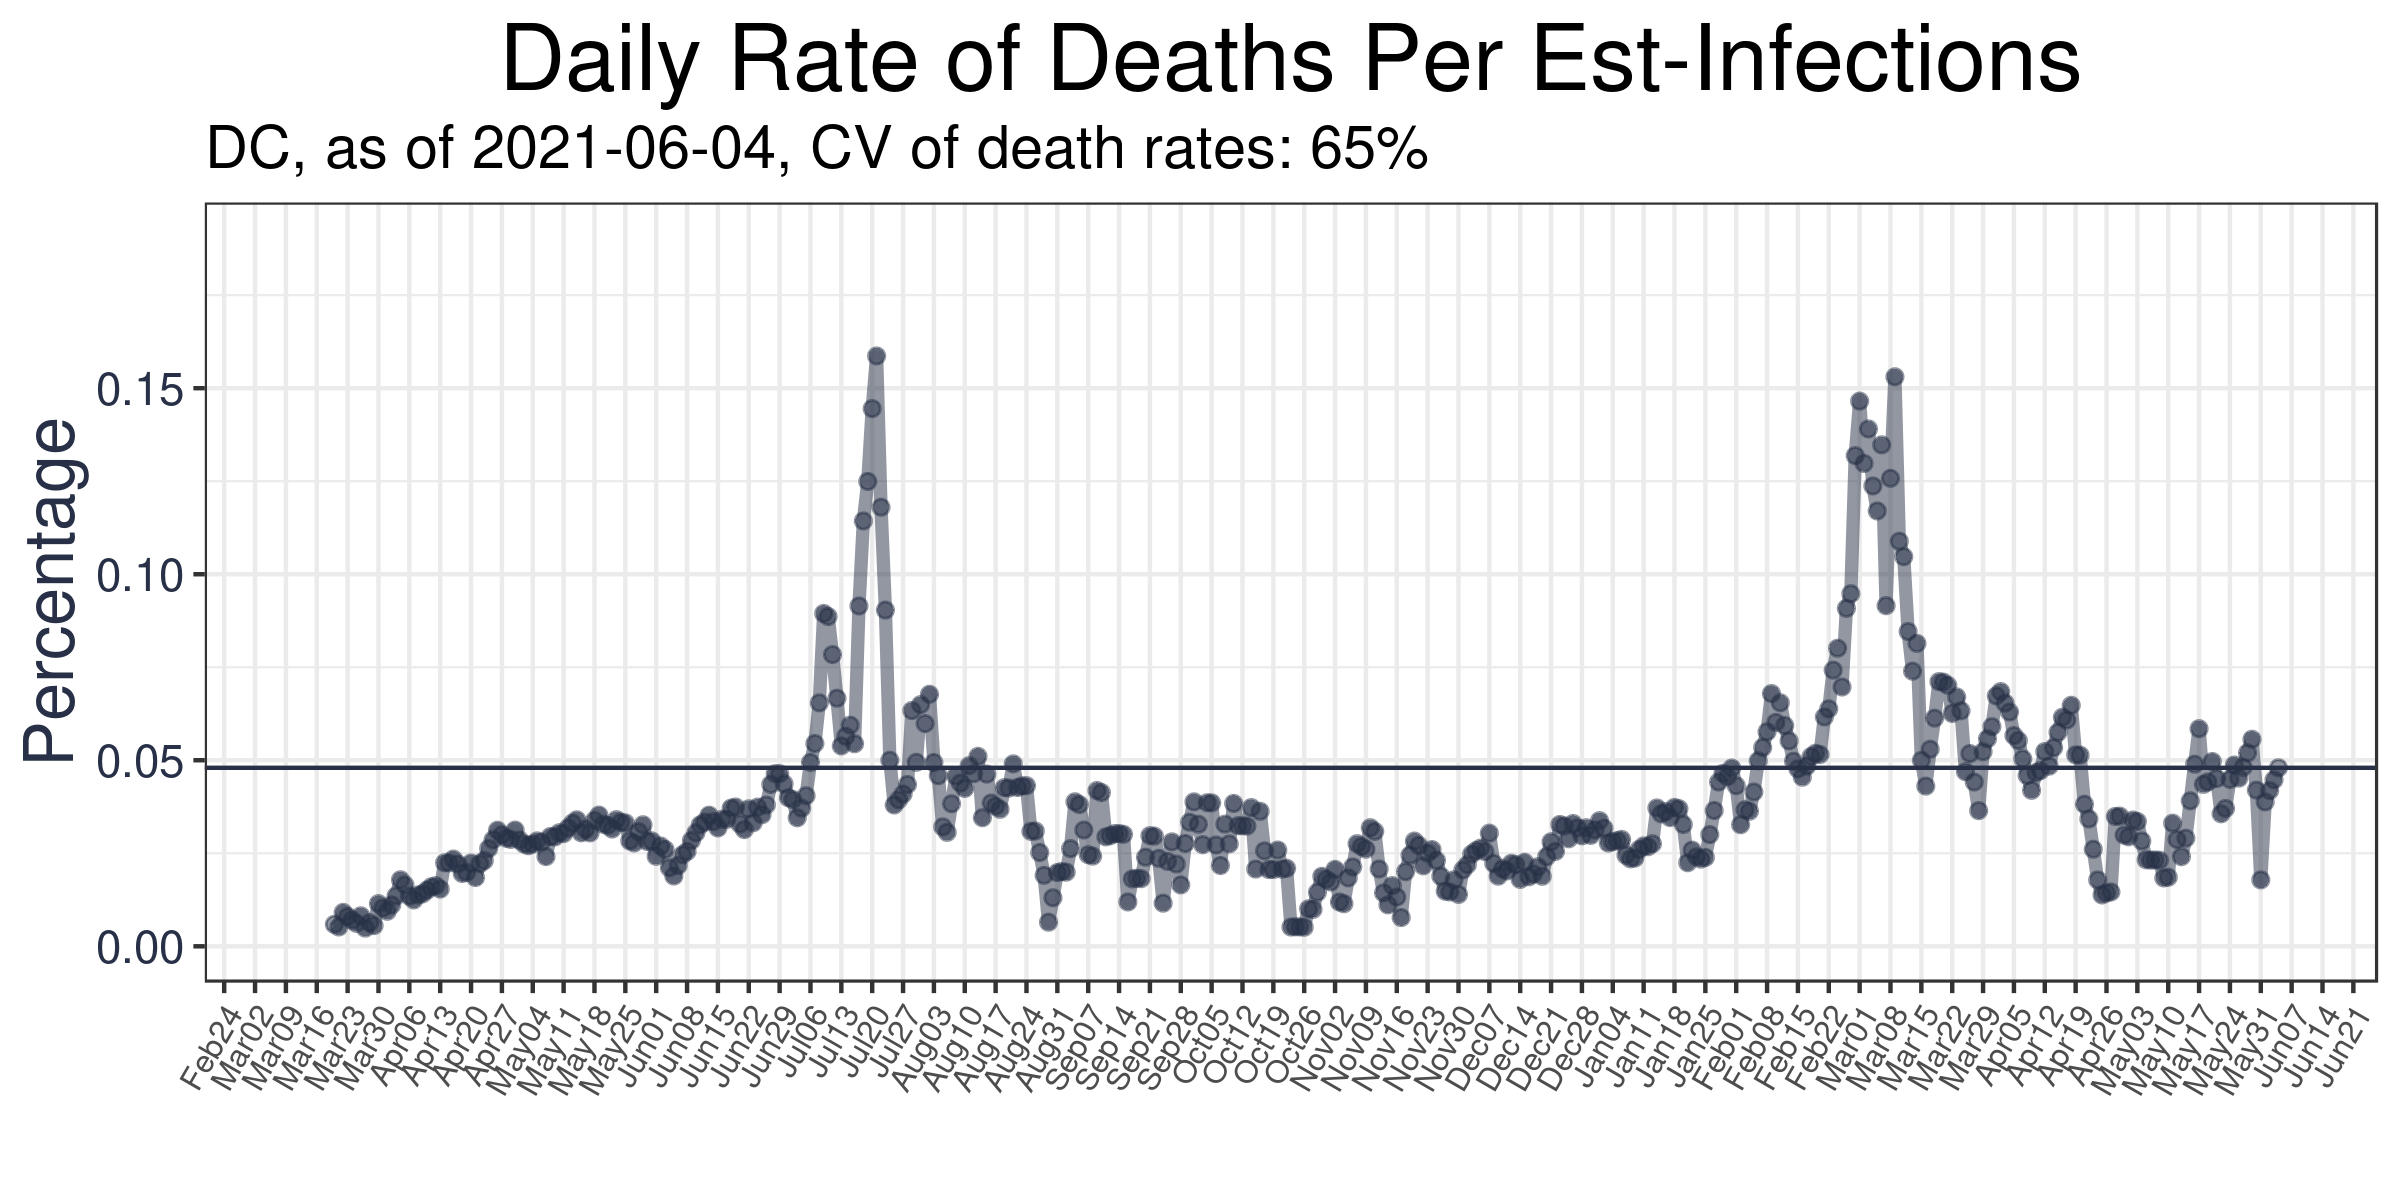 Daily Rate of Deaths Per Est-Infections
DC, as of 2021-06-04, CV of death rates: 65%
Percentage
0.15
0.10
0.05
0.00
Feb24 Mar02 Mar09 Mar16 Mar23 Mar30 Apr06 Apr13 Apr20 Apr27 May04 May11 May18 May25 Jun01 Jun08 Jun15 Jun22 Jun29 Jul06 Jul13 Jul20 Jul27 Aug03 Aug10 Aug17 Aug24 Aug31 Sep07 Sep14 Sep21 Sep28 Oct05 Oct12 Oct19 Oct26 Nov02 Nov09 Nov16 Nov23 Nov30 Dec07 Dec14 Dec21 Dec28 Jan04 Jan11 Jan18 Jan25 Feb01 Feb08 Feb15 Feb22 Mar01 Mar08 Mar15 Mar22 Mar29 Apr05 Apr12 Apr19 Apr26 May03 May10 May17 May24 May31 Jun07 Jun14 Jun21